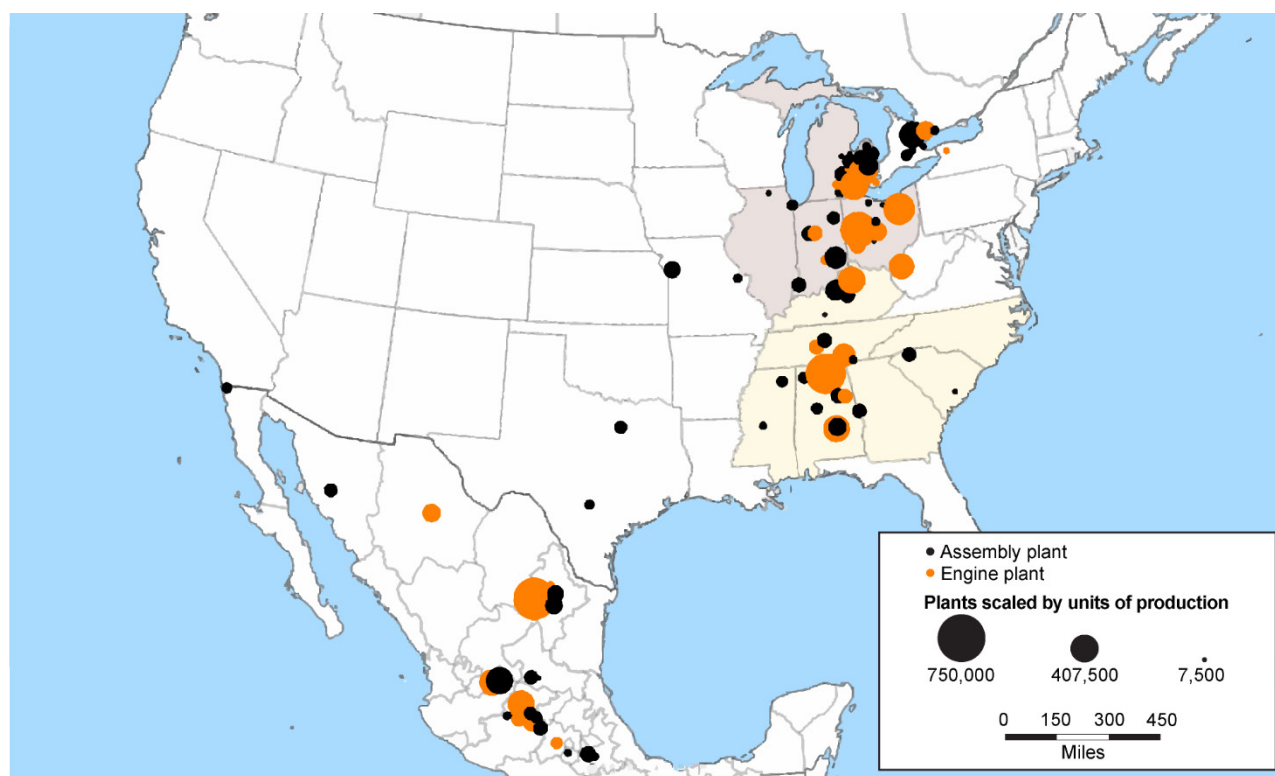 Assembly plant
Engine plant
Plants scaled by units of production
750,000 407,500 7,500
0 150 300 450
Miles